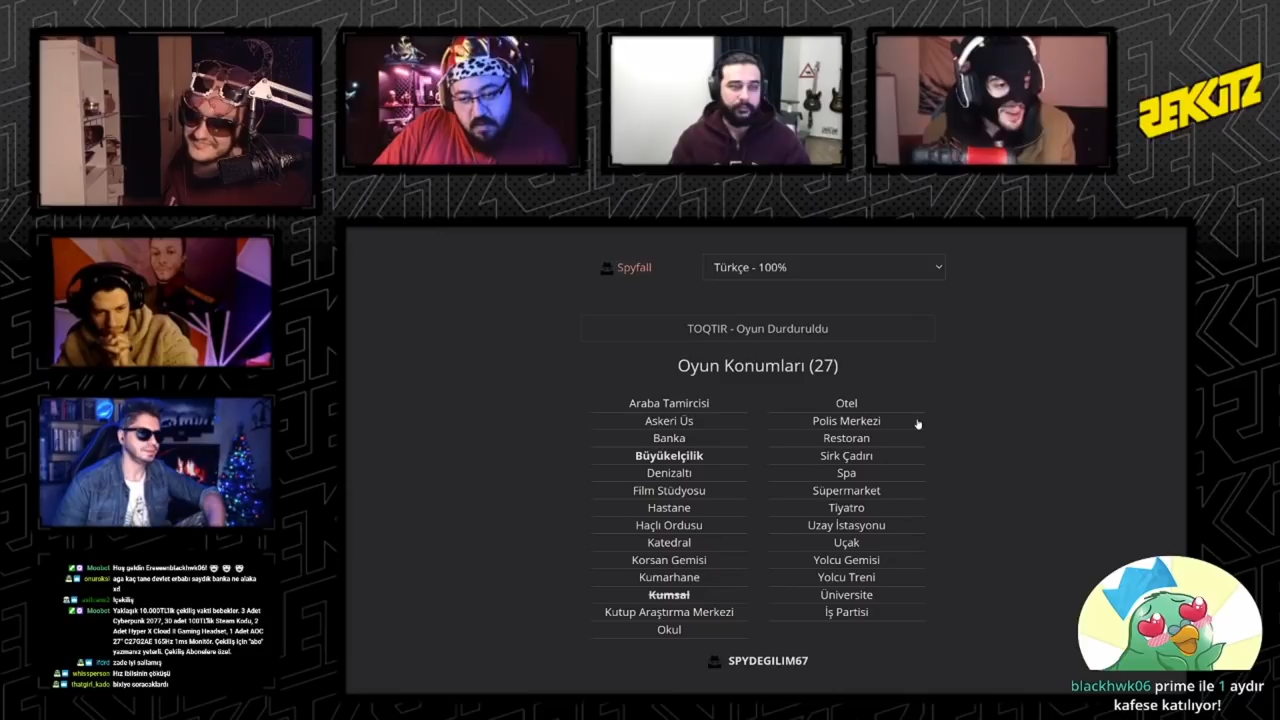 REKKITZ
Spyfall
Türkçe - 100%
TOQTIR - Oyun Durduruldu
Oyun Konumları (27)
Araba Tamircisi
Otel
Askeri Üs
Polis Merkezi
Banka
Restoran
Büyükelçilik
Sirk Çadırı
Denizaltı
Spa
Film Stüdyosu
Süpermarket
Hastane
Tiyatro
Haçlı Ordusu
Uzay İstasyonu
Katedral
Uçak
Korsan Gemisi
Yolcu Gemisi
Kumarhane
Yolcu Treni
Kumsal
Üniversite
Kutup Araştırma Merkezi
İş Partisi
Okul
SPYDEGILIM67
Moobot Hoş geldin Ereeeenblackhwk06!
onuroksi aga kaç tane devlet erbabı saydık banka ne alaka
xd
!çekiliş
Moobot Yaklaşık 10.000TLlik çekiliş vakti bebekler. 3 Adet
Cyberpunk 2077, 30 adet 100TL'lik Steam Kodu, 2
Adet Hyper X Cloud II Gaming Headset, 1 Adet AOC
27" C27G2AE 165Hz 1ms Monitör. Çekiliş için "abo"
yazmanız yeterli. Çekiliş Abonelere özel.
iford zade iyi sallamış
whissperson Hız iblisinin çöküşü
thatgirl_kado bixiye soracaklardı
blackhwk06 prime ile 1 aydır
kafese katılıyor!